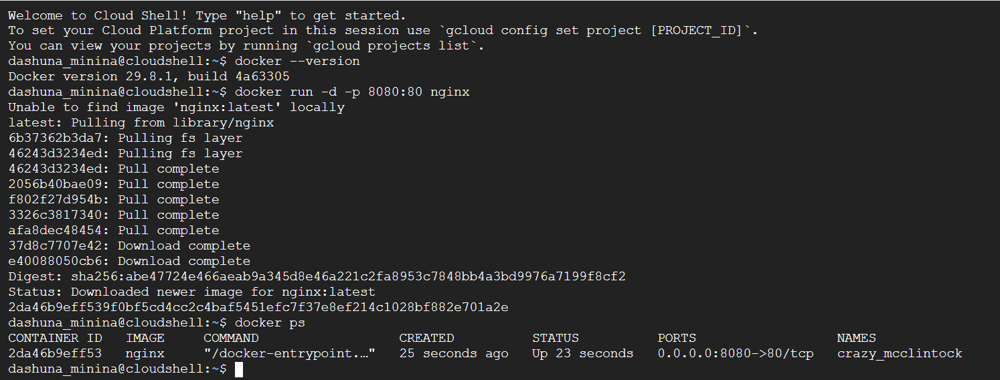 Welcome to Cloud Shell! Type "help" to get started.
To set your Cloud Platform project in this session use `gcloud config set project [PROJECT_ID]`.
You can view your projects by running `gcloud projects list`.
dashuna_minina@cloudshell:~$ docker --version
Docker version 29.8.1, build 4a63305
dashuna_minina@cloudshell:~$ docker run -d -p 8080:80 nginx
Unable to find image 'nginx:latest' locally
latest: Pulling from library/nginx
6b37362b3da7: Pulling fs layer
46243d3234ed: Pulling fs layer
46243d3234ed: Pull complete
2056b40bae09: Pull complete
f802f27d954b: Pull complete
3326c3817340: Pull complete
afa8dec48454: Pull complete
37d8c7707e42: Download complete
e40088050cb6: Download complete
Digest: sha256:abe47724e466aeab9a345d8e46a221c2fa8953c7848bb4a3bd9976a7199f8cf2
Status: Downloaded newer image for nginx:latest
2da46b9eff539f0bf5cd4cc2c4baf5451efc7f37e8ef214c1028bf882e701a2e
dashuna_minina@cloudshell:~$ docker ps
CONTAINER ID   IMAGE     COMMAND                  CREATED          STATUS          PORTS                  NAMES
2da46b9eff53   nginx     "/docker-entrypoint.…"   25 seconds ago   Up 23 seconds   0.0.0.0:8080->80/tcp   crazy_mcclintock
dashuna_minina@cloudshell:~$